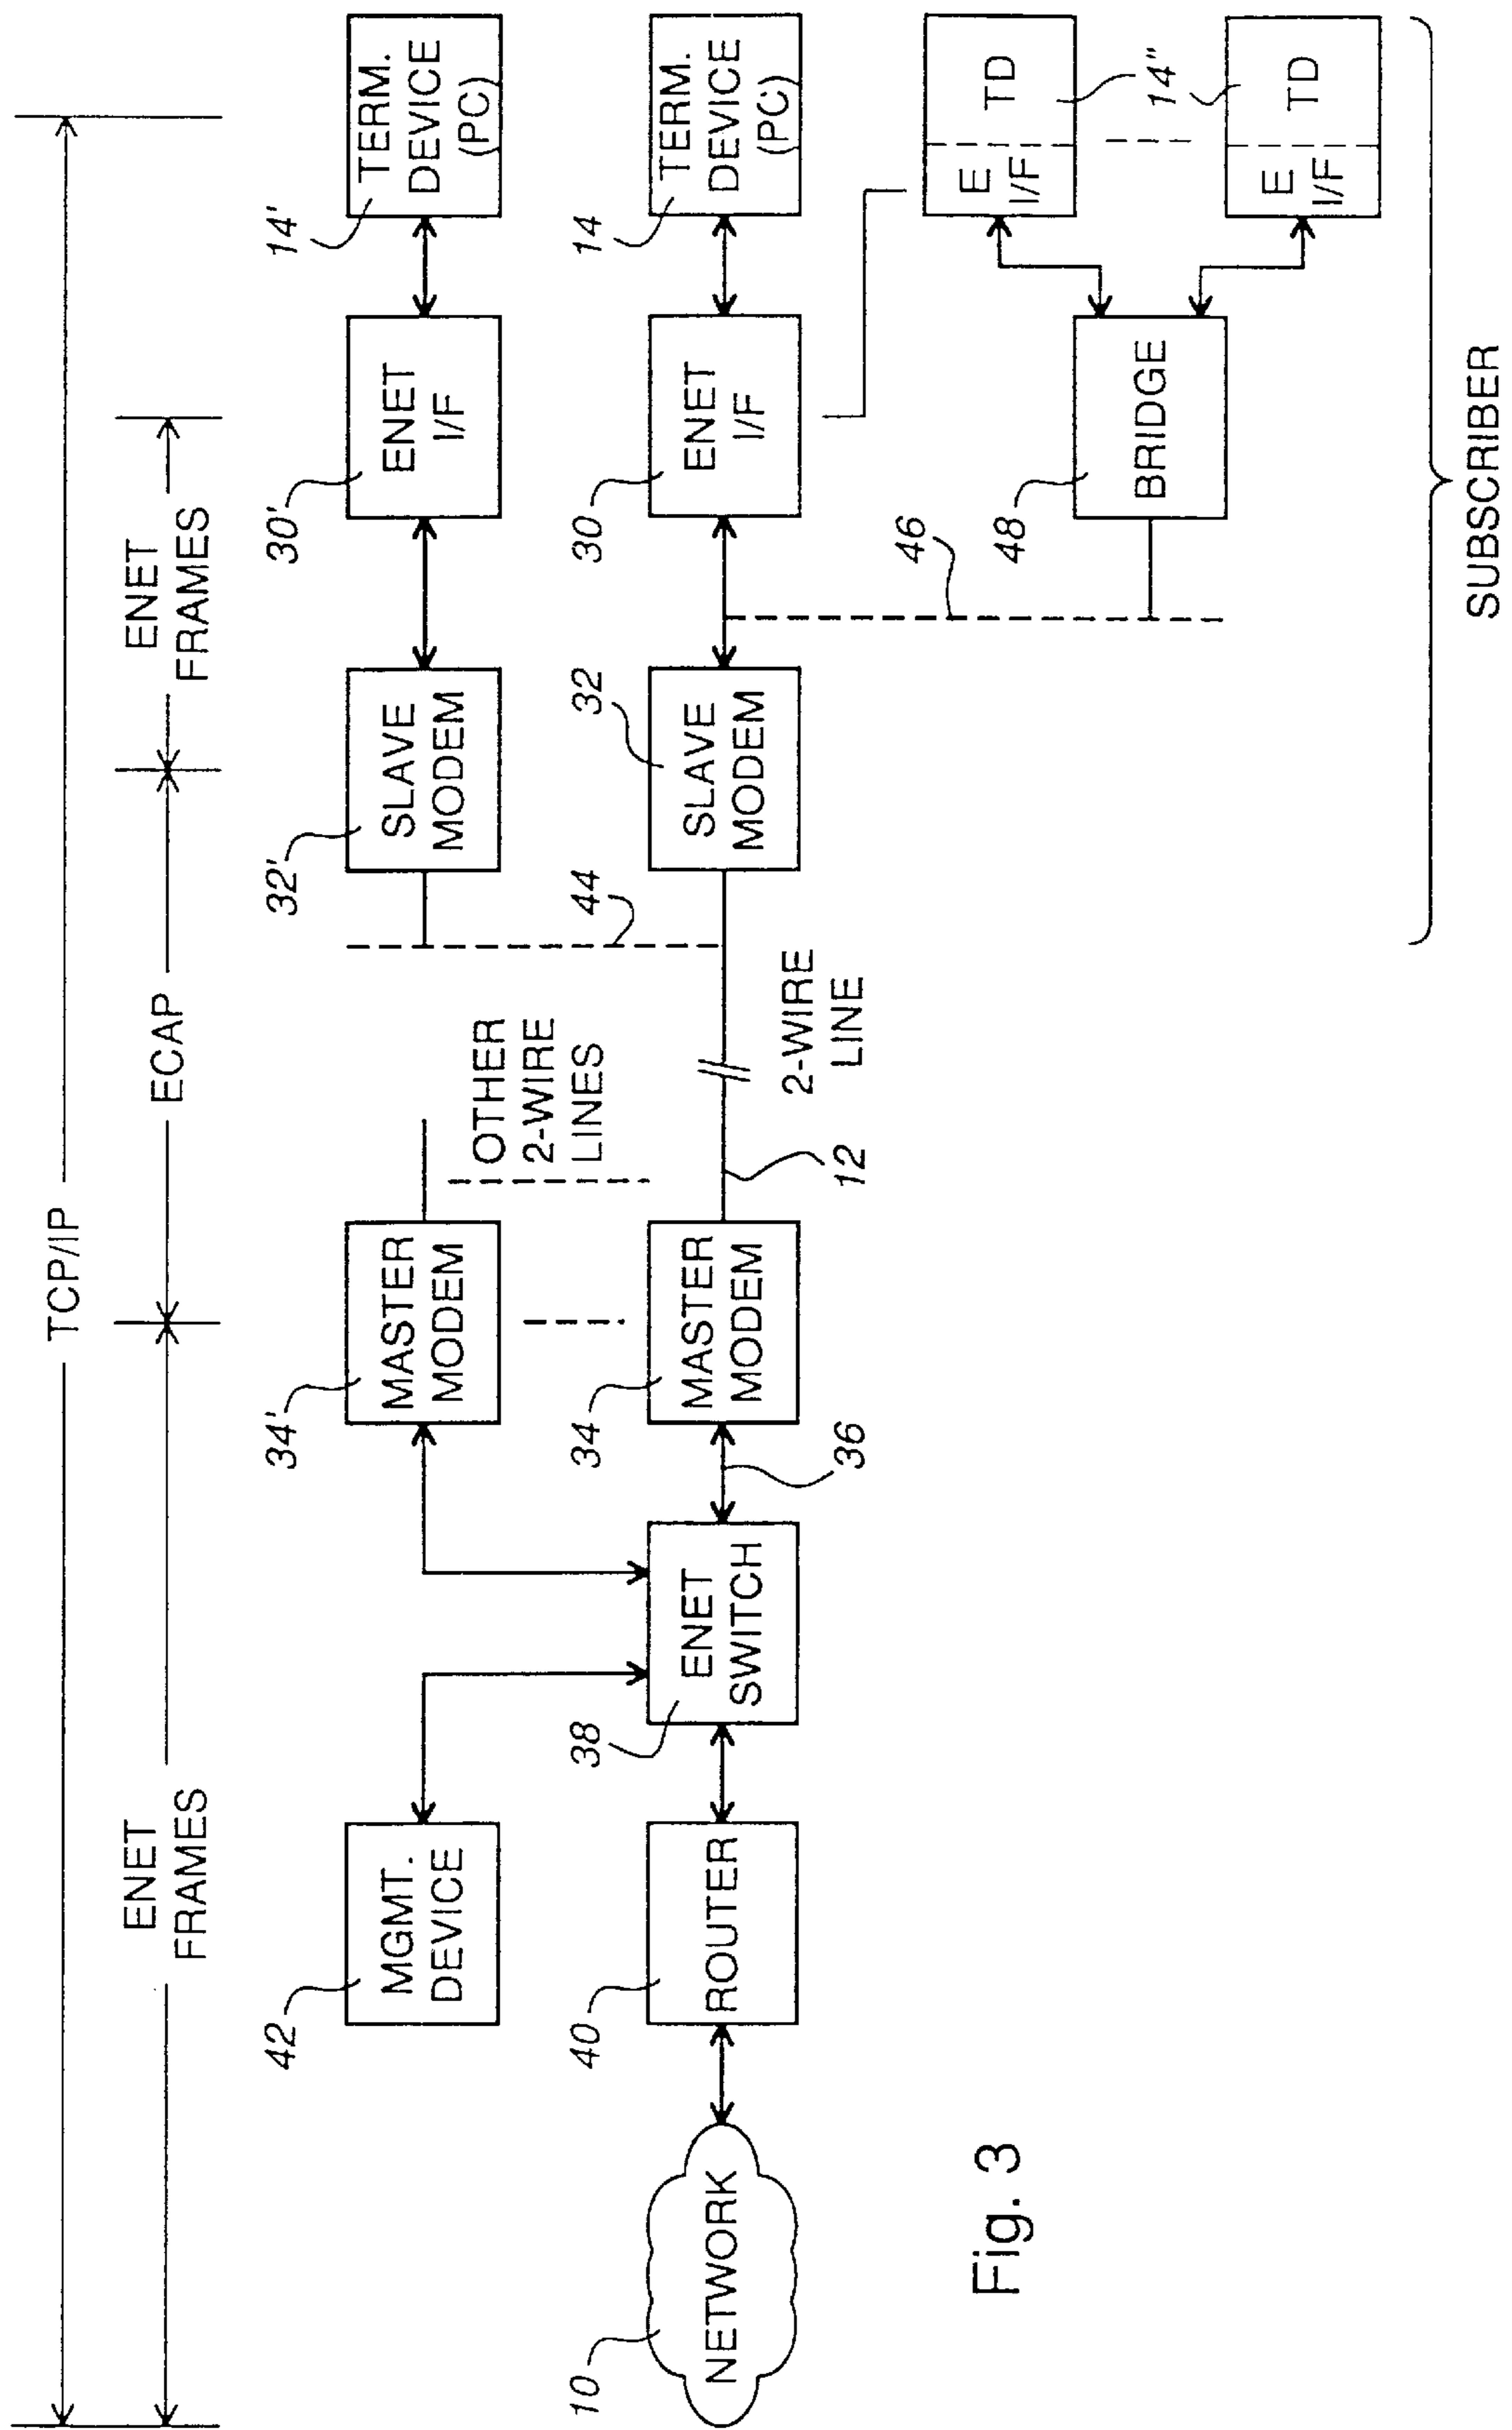 TCP/IP
ENET
FRAMES
ECAP
ENET
FRAMES
42
MGMT.
DEVICE
34'
MASTER
MODEM
OTHER
2-WIRE
LINES
32'
SLAVE
MODEM
30'
ENET
I/F
14'
TERM.
DEVICE
(PC)
10
NETWORK
40
ROUTER
38
ENET
SWITCH
36
34
MASTER
MODEM
12
2-WIRE
LINE
44
32
SLAVE
MODEM
30
ENET
I/F
14
TERM.
DEVICE
(PC)
46
48
BRIDGE
E
I/F
TD
14"
E
I/F
TD
SUBSCRIBER
Fig. 3